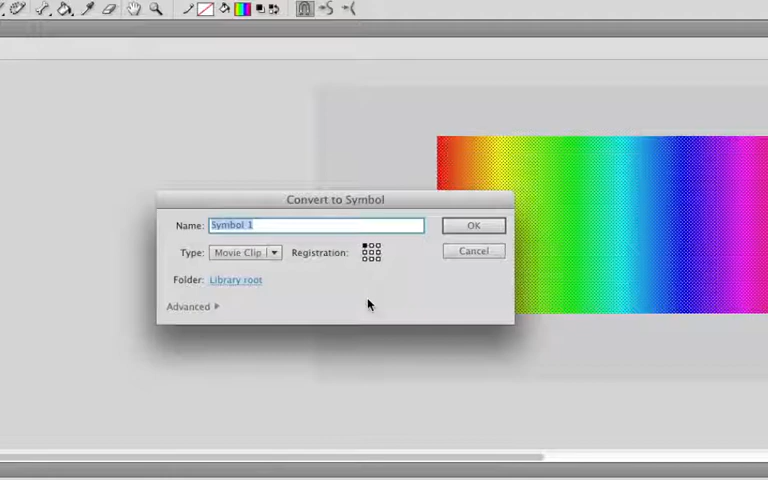 Convert to Symbol
Name: Symbol 1 OK
Type: Movie Clip Registration: Cancel
Folder: Library root
Advanced